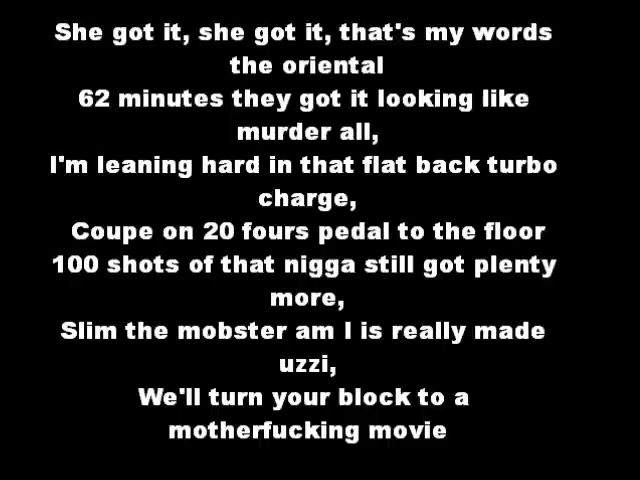 She got it, she got it, that's my words
the oriental
62 minutes they got it looking like
murder all,
I'm leaning hard in that flat back turbo
charge,
Coupe on 20 fours pedal to the floor
100 shots of that nigga still got plenty
more,
Slim the mobster am I is really made
uzzi,
We'll turn your block to a
motherfucking movie